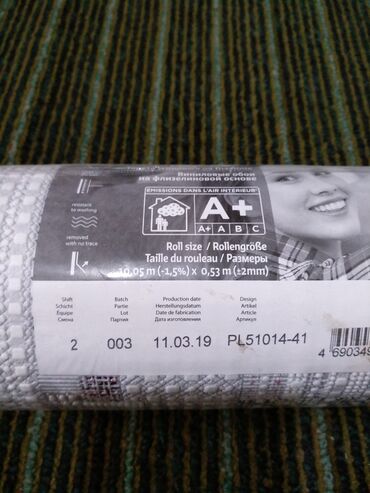 Виниловые обои
на флизелиновой основе
ÉMISSIONS DANS L'AIR INTÉRIEUR*
A+
A+ A B C
resistant
to washing
removed
with no trace
Roll size / Rollengröße
Taille du rouleau / Размеры
10,05 m (-1,5%) x 0,53 m (±2mm)
Shift Batch Production date Design
Schicht Partie Herstellungsdatum Artikel
Équipe Lot Date de fabrication Article
Смена Партия Дата изготовления Артикул
2 003 11.03.19 PL51014-41
4 690349